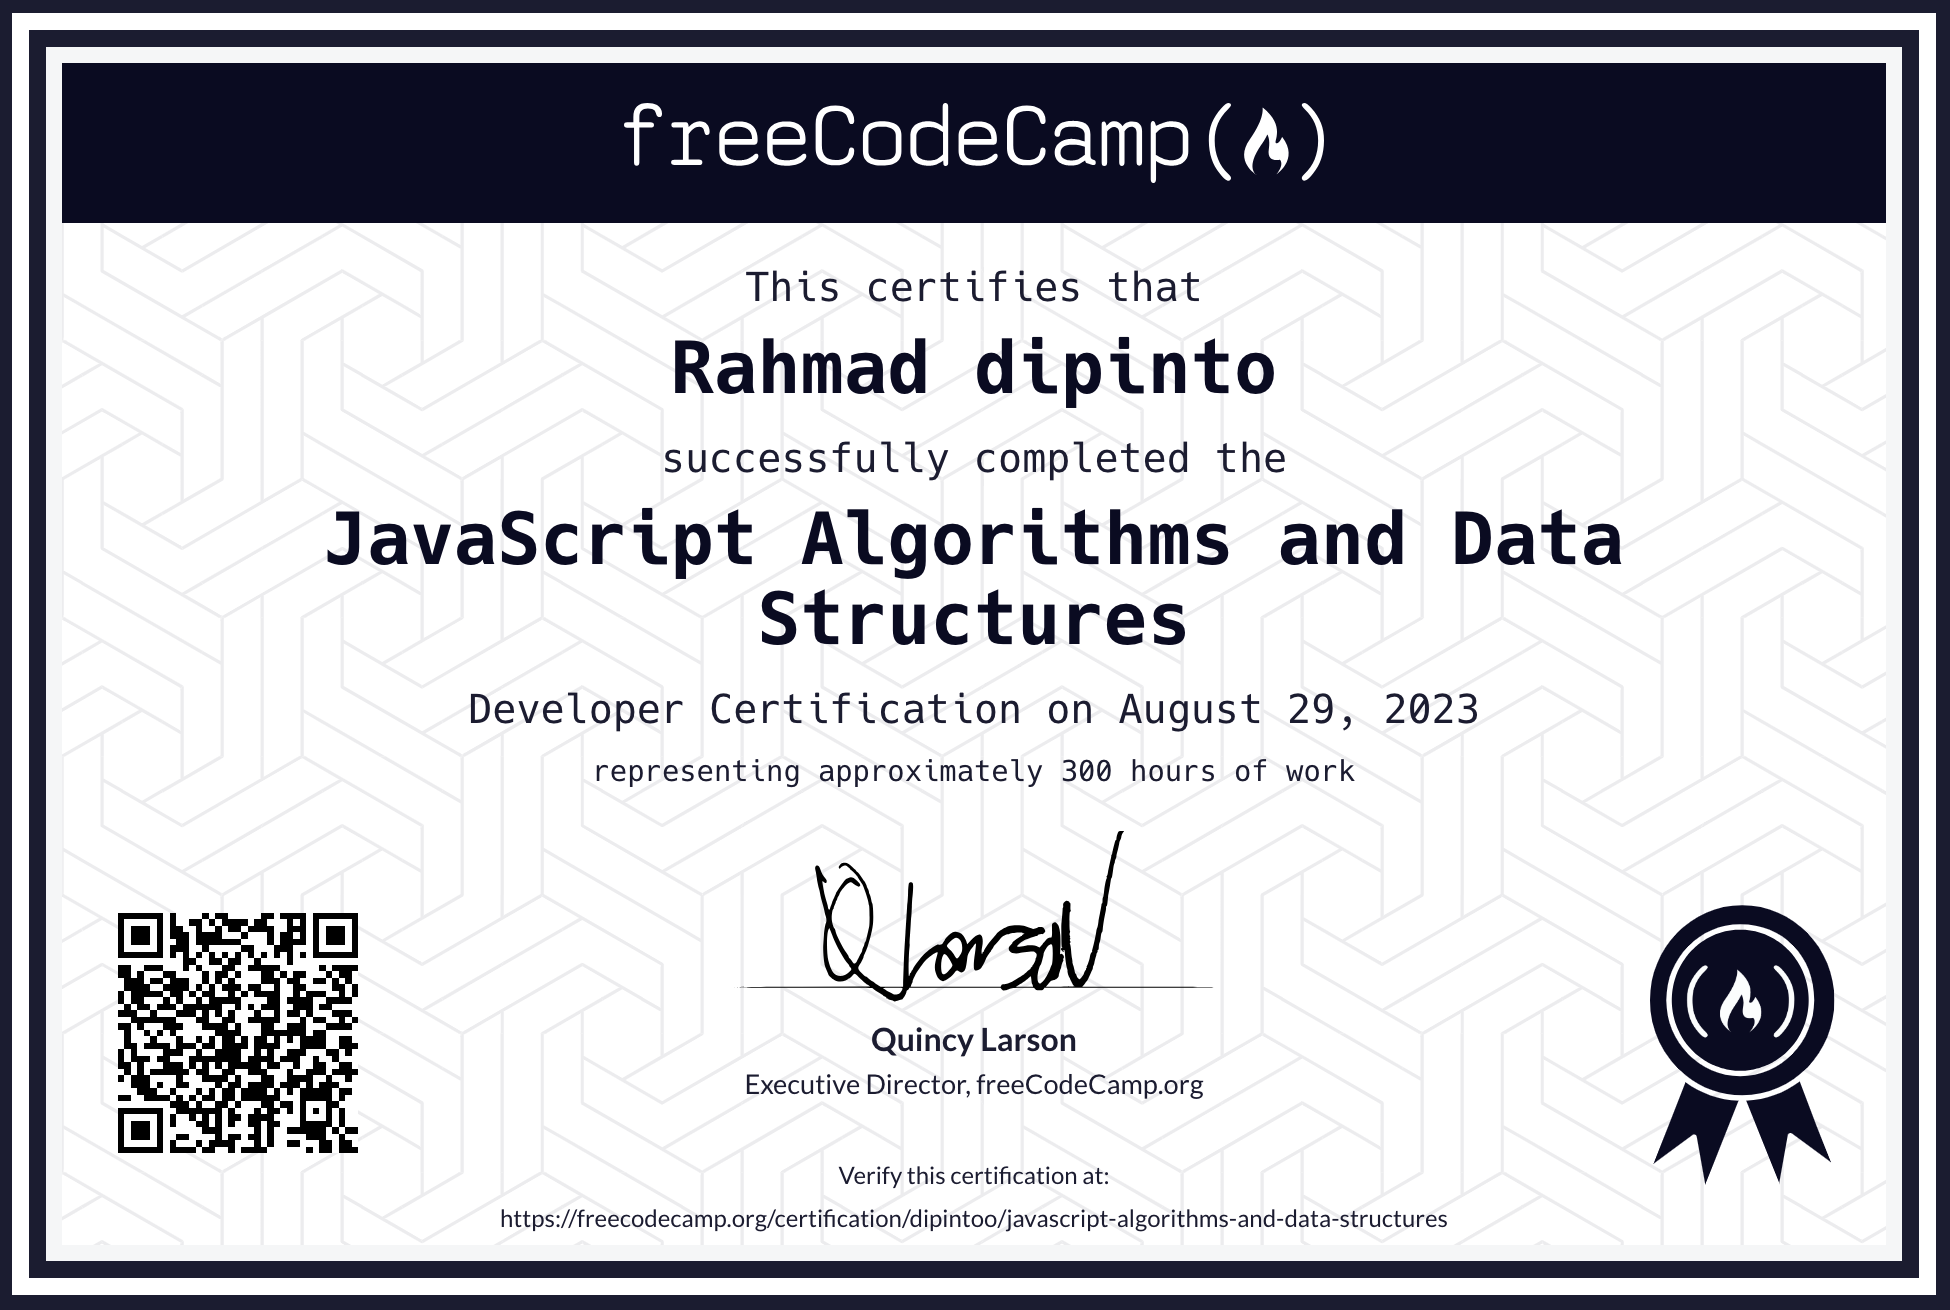 freeCodeCamp
This certifies that
Rahmad dipinto
successfully completed the
JavaScript Algorithms and Data
Structures
Developer Certification on August 29, 2023
representing approximately 300 hours of work
Quincy Larson
Executive Director, freeCodeCamp.org
Verify this certification at:
https://freecodecamp.org/certification/dipintoo/javascript-algorithms-and-data-structures